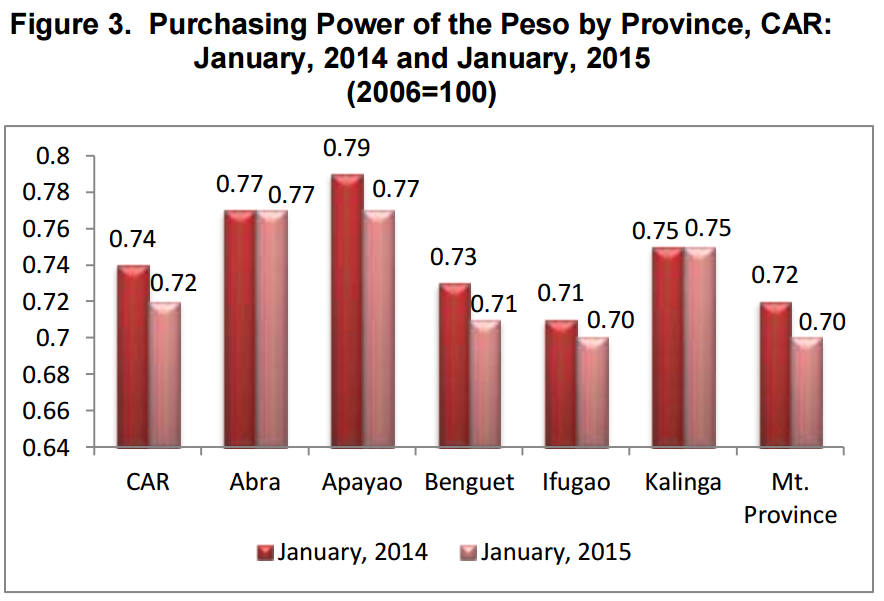 Figure 3.  Purchasing Power of the Peso by Province, CAR:
January, 2014 and January, 2015
(2006=100)
0.8
0.78
0.76
0.74
0.72
0.7
0.68
0.66
0.64
0.74
0.72
0.77
0.77
0.79
0.77
0.73
0.71
0.71
0.70
0.75
0.75
0.72
0.70
CAR
Abra
Apayao
Benguet
Ifugao
Kalinga
Mt.
Province
January, 2014
January, 2015